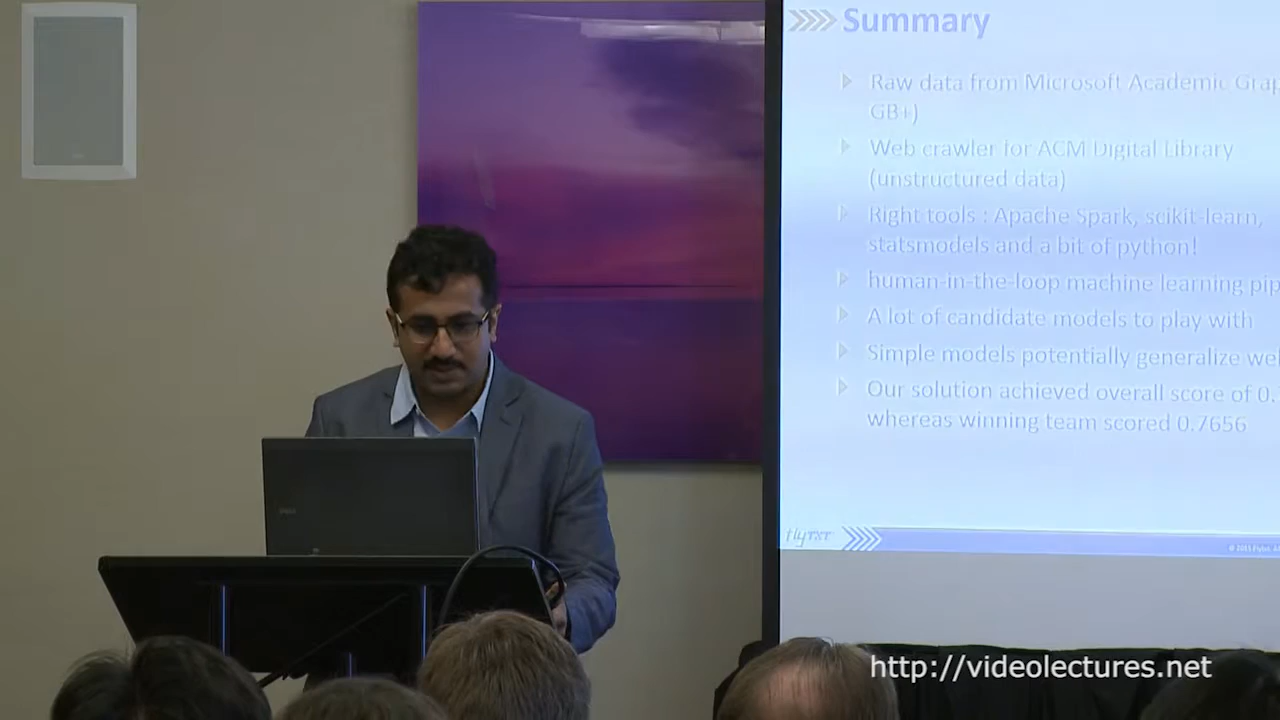 Summary
Raw data from Microsoft Academic
GB+)
Web crawler for ACM Digital Library
(unstructured data)
Right tools : Apache Spark, scikit-learn,
statsmodels and a bit of python!
human-in-the-loop machine learning
A lot of candidate models to play with
Simple models potentially generalize
Our solution achieved overall score of 0.
whereas winning team scored 0.7656
flytxt
DELL
http://videolectures.net